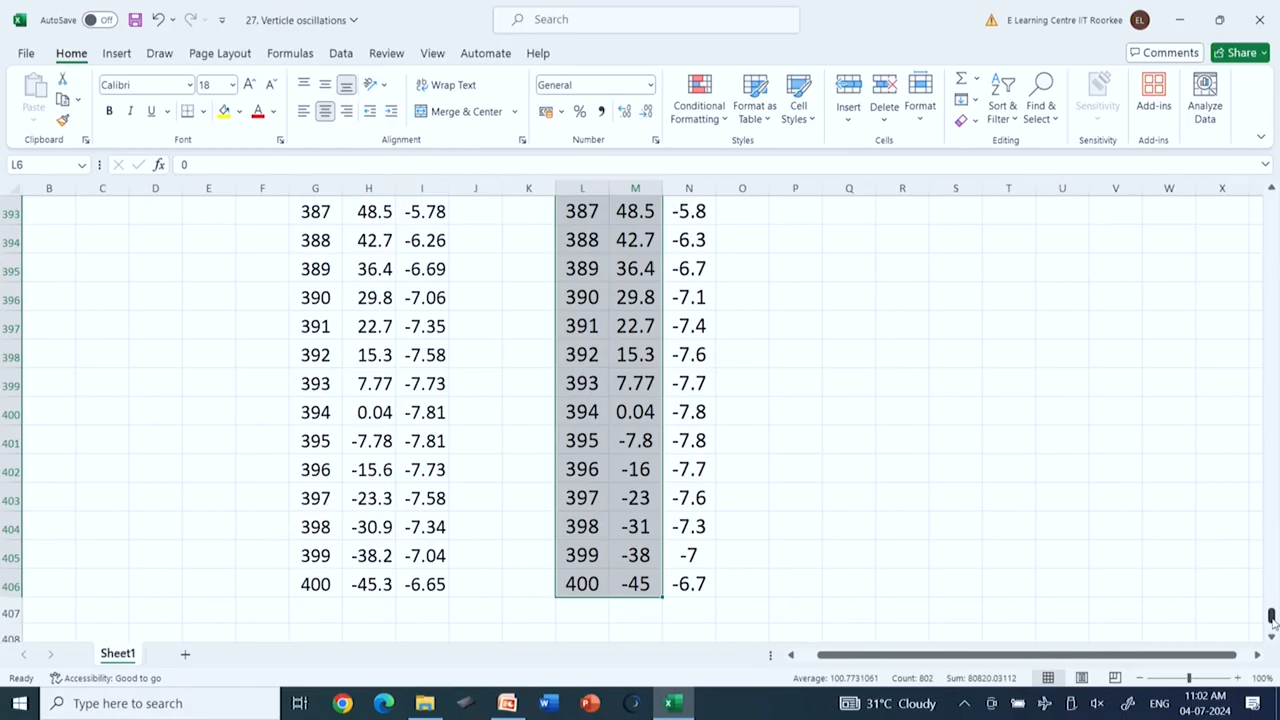 AutoSave Off 27. Verticle oscillations Search E Learning Centre IIT Roorkee EL
File Home Insert Draw Page Layout Formulas Data Review View Automate Help Comments Share
Paste Calibri 18 A A Wrap Text General Conditional Formatting Format as Table Cell Styles Insert Delete Format Sort & Filter Find & Select Sensitivity Add-ins Analyze Data
B I U A Merge & Center % 9
Clipboard Font Alignment Number Styles Cells Editing Sensitivity Add-ins
L6 fx 0
B C D E F G H I J K L M N O P Q R S T U V W X
393 387 48.5 -5.78 387 48.5 -5.8
394 388 42.7 -6.26 388 42.7 -6.3
395 389 36.4 -6.69 389 36.4 -6.7
396 390 29.8 -7.06 390 29.8 -7.1
397 391 22.7 -7.35 391 22.7 -7.4
398 392 15.3 -7.58 392 15.3 -7.6
399 393 7.77 -7.73 393 7.77 -7.7
400 394 0.04 -7.81 394 0.04 -7.8
401 395 -7.78 -7.81 395 -7.8 -7.8
402 396 -15.6 -7.73 396 -16 -7.7
403 397 -23.3 -7.58 397 -23 -7.6
404 398 -30.9 -7.34 398 -31 -7.3
405 399 -38.2 -7.04 399 -38 -7
406 400 -45.3 -6.65 400 -45 -6.7
407
408
Sheet1
Ready Accessibility: Good to go Average: 100.7731061 Count: 802 Sum: 80820.03112 100%
Type here to search 31°C Cloudy ENG 11:02 AM
04-07-2024